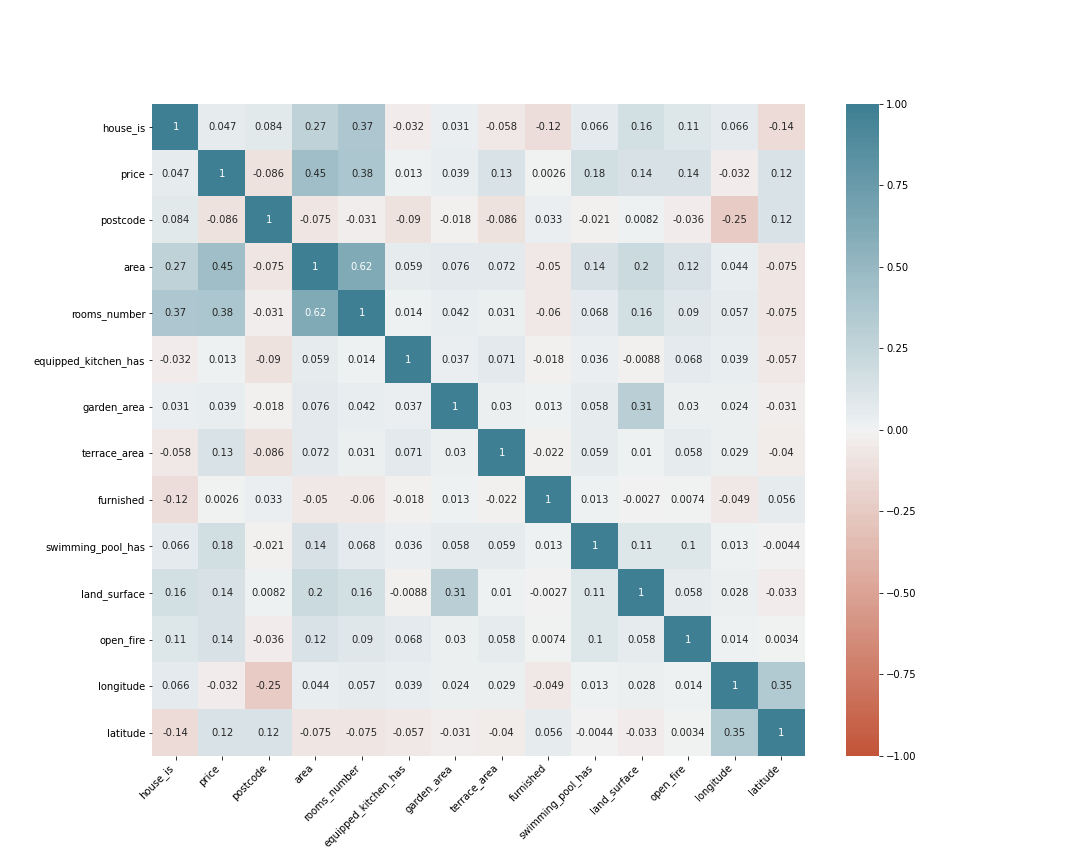 house_is 1 0.047 0.084 0.27 0.37 -0.032 0.031 -0.058 -0.12 0.066 0.16 0.11 0.066 -0.14
price 0.047 1 -0.086 0.45 0.38 0.013 0.039 0.13 0.0026 0.18 0.14 0.14 -0.032 0.12
postcode 0.084 -0.086 1 -0.075 -0.031 -0.09 -0.018 -0.086 0.033 -0.021 0.0082 -0.036 -0.25 0.12
area 0.27 0.45 -0.075 1 0.62 0.059 0.076 0.072 -0.05 0.14 0.2 0.12 0.044 -0.075
rooms_number 0.37 0.38 -0.031 0.62 1 0.014 0.042 0.031 -0.06 0.068 0.16 0.09 0.057 -0.075
equipped_kitchen_has -0.032 0.013 -0.09 0.059 0.014 1 0.037 0.071 -0.018 0.036 -0.0088 0.068 0.039 -0.057
garden_area 0.031 0.039 -0.018 0.076 0.042 0.037 1 0.03 0.013 0.058 0.31 0.03 0.024 -0.031
terrace_area -0.058 0.13 -0.086 0.072 0.031 0.071 0.03 1 -0.022 0.059 0.01 0.058 0.029 -0.04
furnished -0.12 0.0026 0.033 -0.05 -0.06 -0.018 0.013 -0.022 1 0.013 -0.0027 0.0074 -0.049 0.056
swimming_pool_has 0.066 0.18 -0.021 0.14 0.068 0.036 0.058 0.059 0.013 1 0.11 0.1 0.013 -0.0044
land_surface 0.16 0.14 0.0082 0.2 0.16 -0.0088 0.31 0.01 -0.0027 0.11 1 0.058 0.028 -0.033
open_fire 0.11 0.14 -0.036 0.12 0.09 0.068 0.03 0.058 0.0074 0.1 0.058 1 0.014 0.0034
longitude 0.066 -0.032 -0.25 0.044 0.057 0.039 0.024 0.029 -0.049 0.013 0.028 0.014 1 0.35
latitude -0.14 0.12 0.12 -0.075 -0.075 -0.057 -0.031 -0.04 0.056 -0.0044 -0.033 0.0034 0.35 1
house_is price postcode area rooms_number equipped_kitchen_has garden_area terrace_area furnished swimming_pool_has land_surface open_fire longitude latitude
1.00
0.75
0.50
0.25
0.00
−0.25
−0.50
−0.75
−1.00